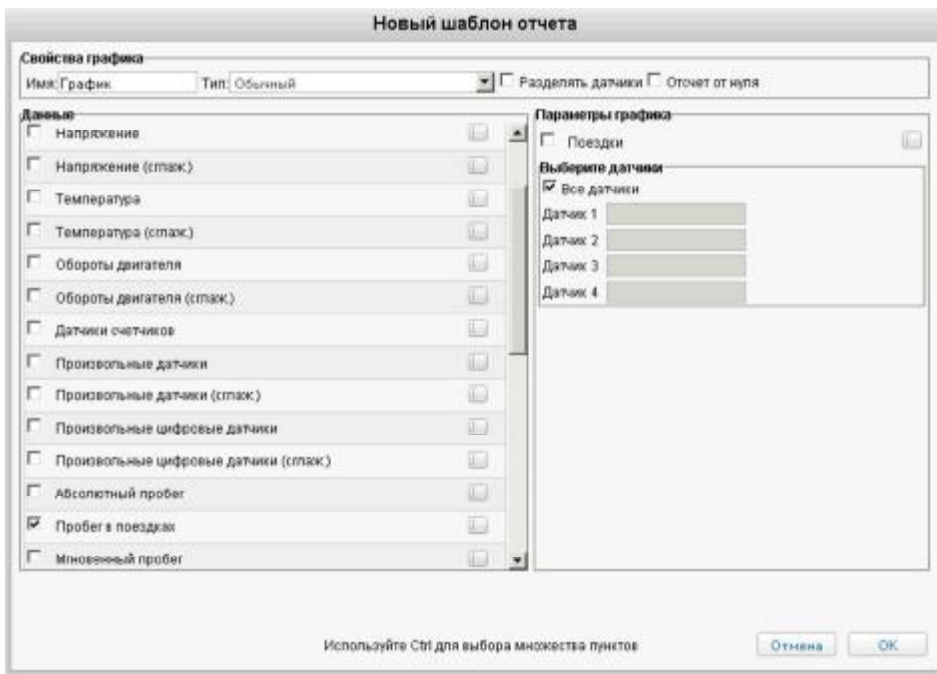 Новый шаблон отчета
Свойства графика
Имя: График Тип: Обычный Разделять датчики Отсчет от нуля
Данные
Напряжение
Напряжение (сглаж.)
Температура
Температура (сглаж.)
Обороты двигателя
Обороты двигателя (сглаж.)
Датчики счетчиков
Произвольные датчики
Произвольные датчики (сглаж.)
Произвольные цифровые датчики
Произвольные цифровые датчики (сглаж.)
Абсолютный пробег
Пробег в поездках
Мгновенный пробег
Параметры графика
Поездки
Выберите датчики
Все датчики
Датчик 1
Датчик 2
Датчик 3
Датчик 4
Используйте Ctrl для выбора множества пунктов
Отмена OK